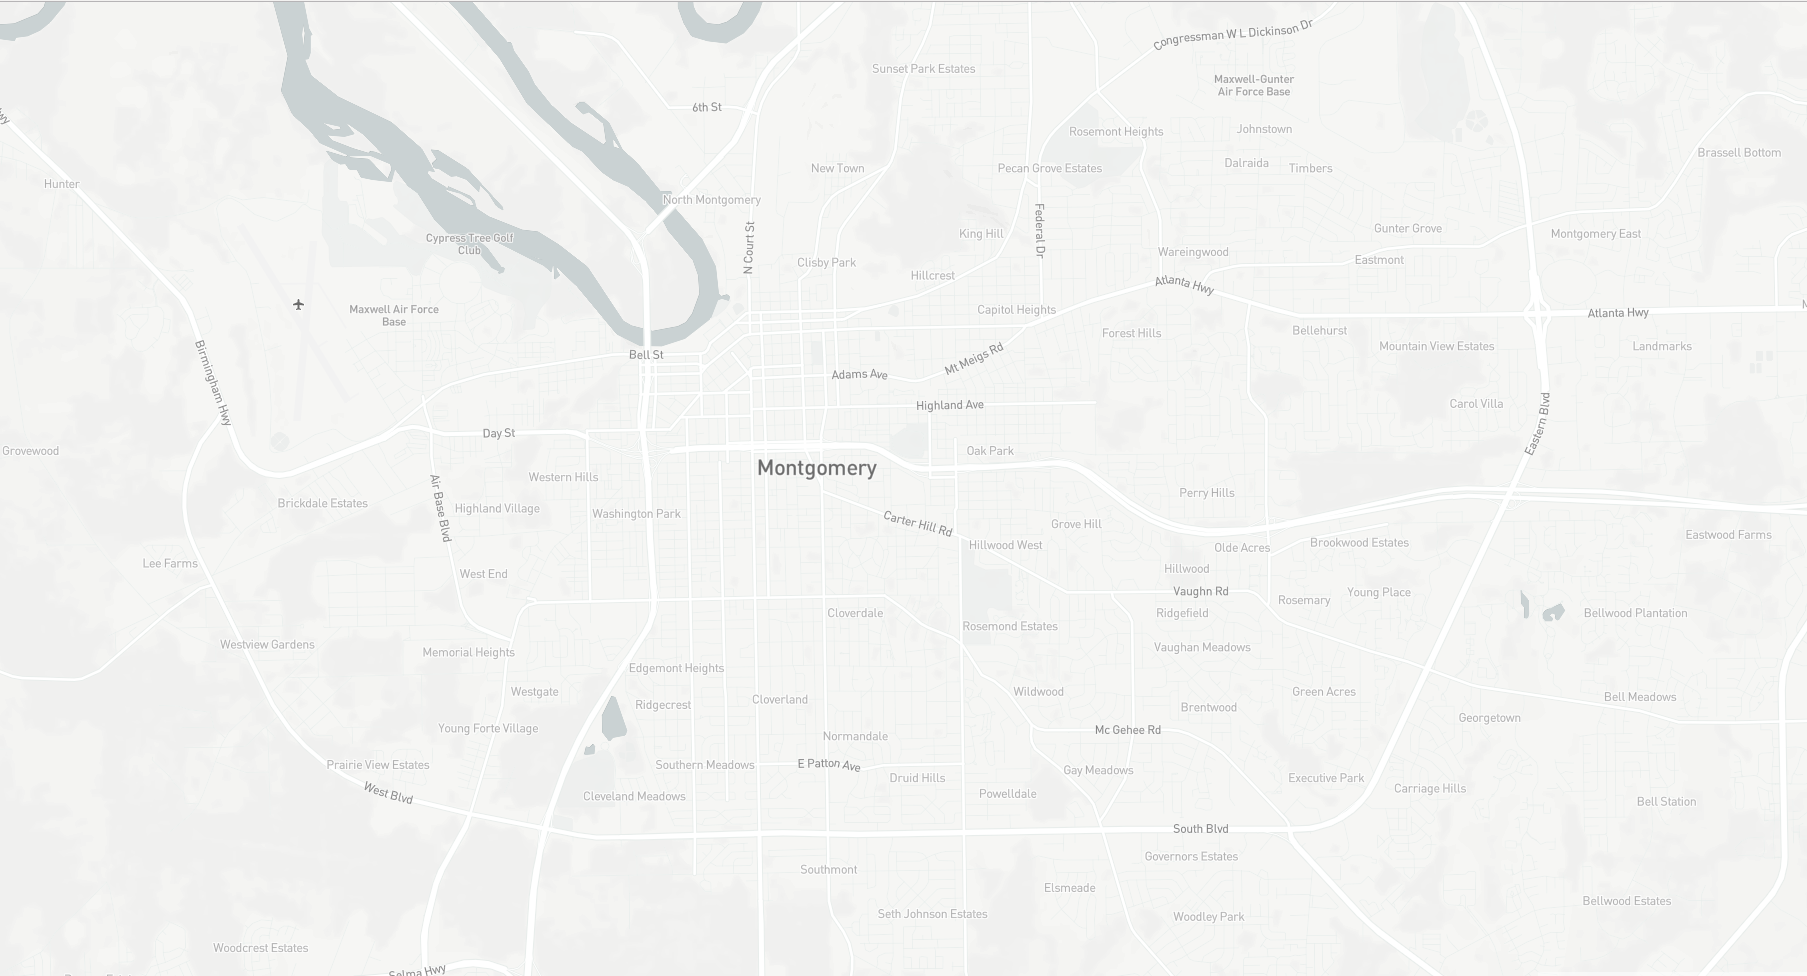 Congressman W L Dickinson Dr
Sunset Park Estates
Maxwell-Gunter
Air Force Base
6th St
Rosemont Heights
Johnstown
Brassell Bottom
New Town
Pecan Grove Estates
Dalraida
Timbers
Hunter
North Montgomery
Cypress Tree Golf
Club
N Court St
King Hill
Federal Dr
Gunter Grove
Montgomery East
Wareingwood
Eastmont
Clisby Park
Hillcrest
Atlanta Hwy
Maxwell Air Force
Base
Capitol Heights
Atlanta Hwy
Forest Hills
Bellehurst
Mountain View Estates
Landmarks
Bell St
Birmingham Hwy
Adams Ave
Mt Meigs Rd
Highland Ave
Carol Villa
Eastern Blvd
Day St
Grovewood
Oak Park
Montgomery
Western Hills
Perry Hills
Brickdale Estates
Air Base Blvd
Highland Village
Washington Park
Carter Hill Rd
Grove Hill
Eastwood Farms
Hillwood West
Olde Acres
Brookwood Estates
Lee Farms
West End
Hillwood
Vaughn Rd
Rosemary
Young Place
Cloverdale
Ridgefield
Bellwood Plantation
Rosemond Estates
Westview Gardens
Memorial Heights
Vaughan Meadows
Edgemont Heights
Westgate
Ridgecrest
Cloverland
Wildwood
Green Acres
Bell Meadows
Brentwood
Georgetown
Young Forte Village
Normandale
Mc Gehee Rd
Prairie View Estates
Southern Meadows
E Patton Ave
Druid Hills
Gay Meadows
Executive Park
West Blvd
Cleveland Meadows
Powelldale
Carriage Hills
Bell Station
South Blvd
Governors Estates
Southmont
Elsmeade
Bellwood Estates
Seth Johnson Estates
Woodley Park
Woodcrest Estates
Selma Hwy